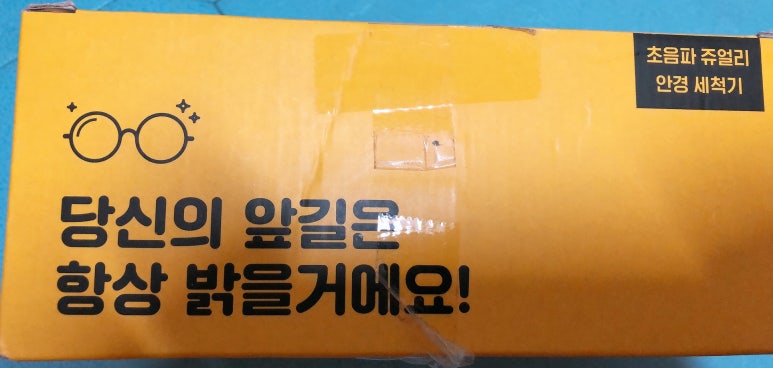 초음파 쥬얼리
안경 세척기
당신의 앞길은
항상 밝을거에요!